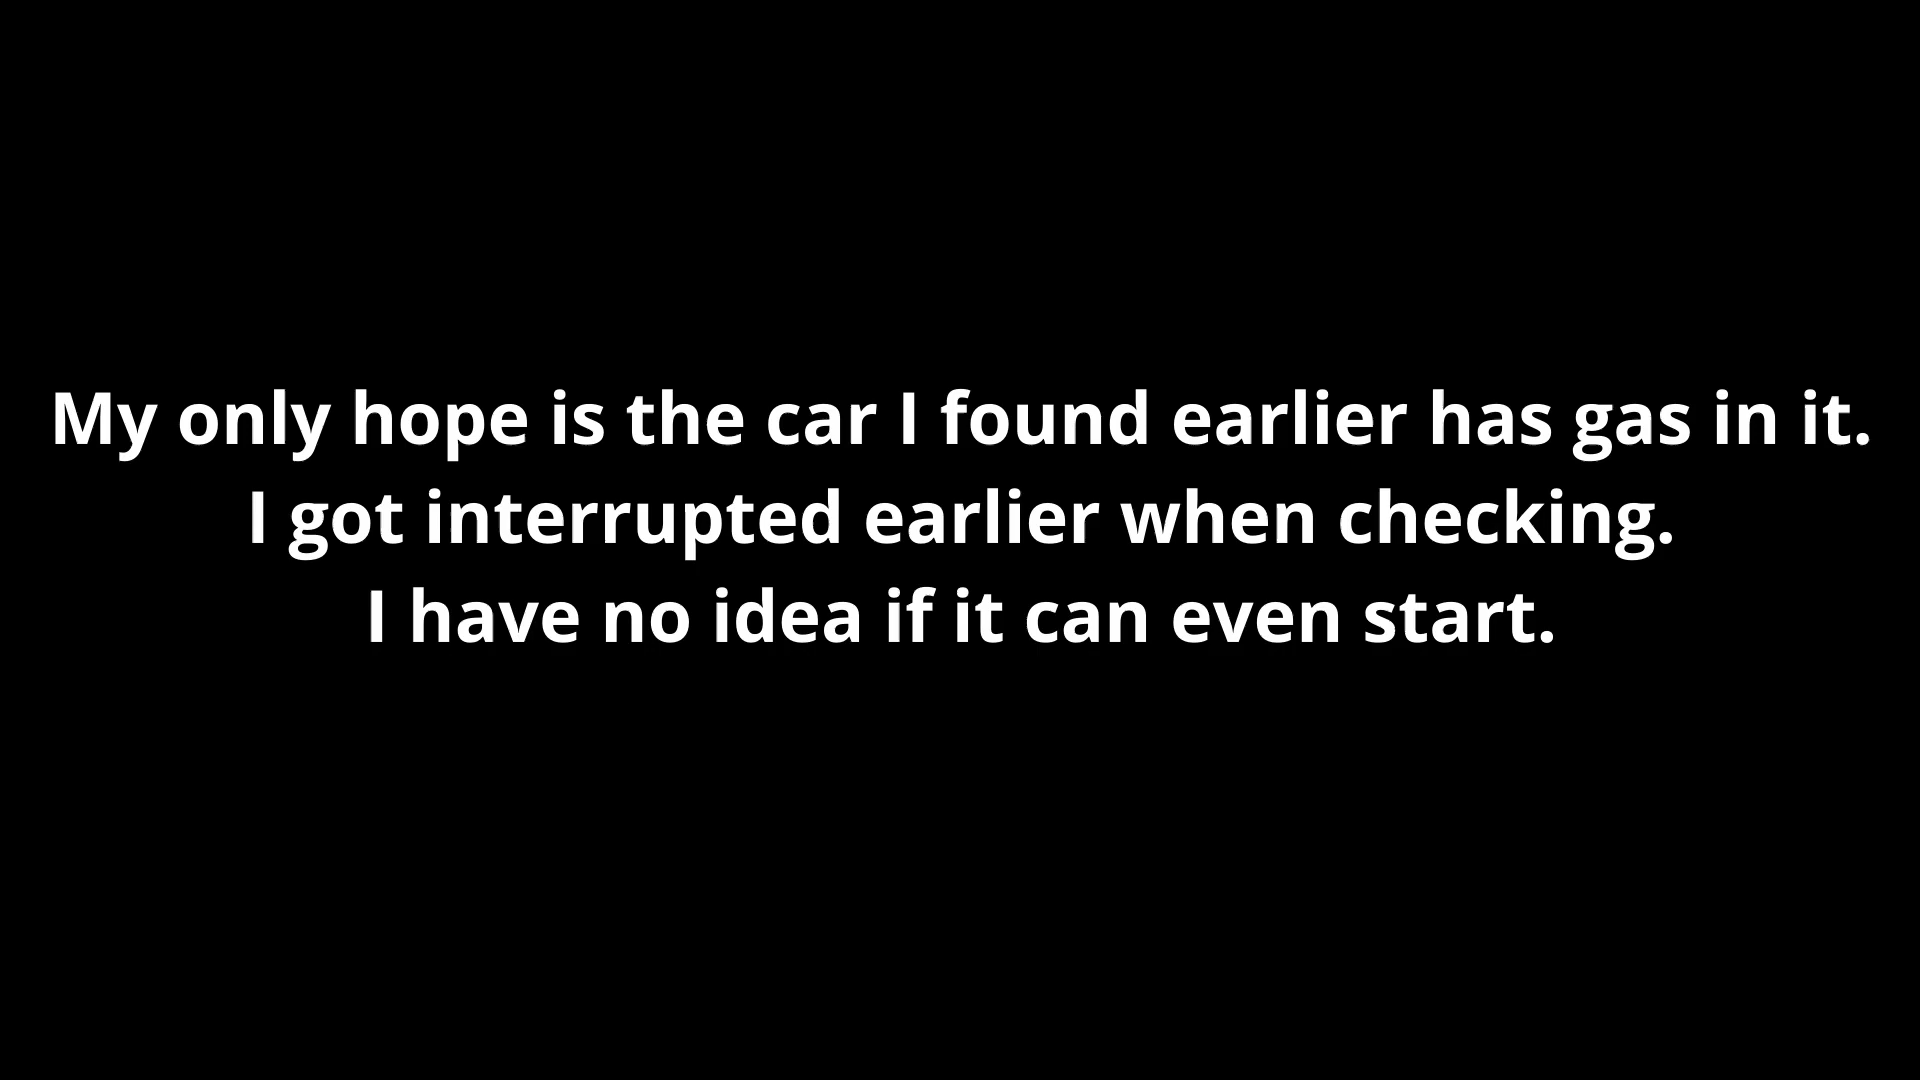 My only hope is the car I found earlier has gas in it.
I got interrupted earlier when checking.
I have no idea if it can even start.